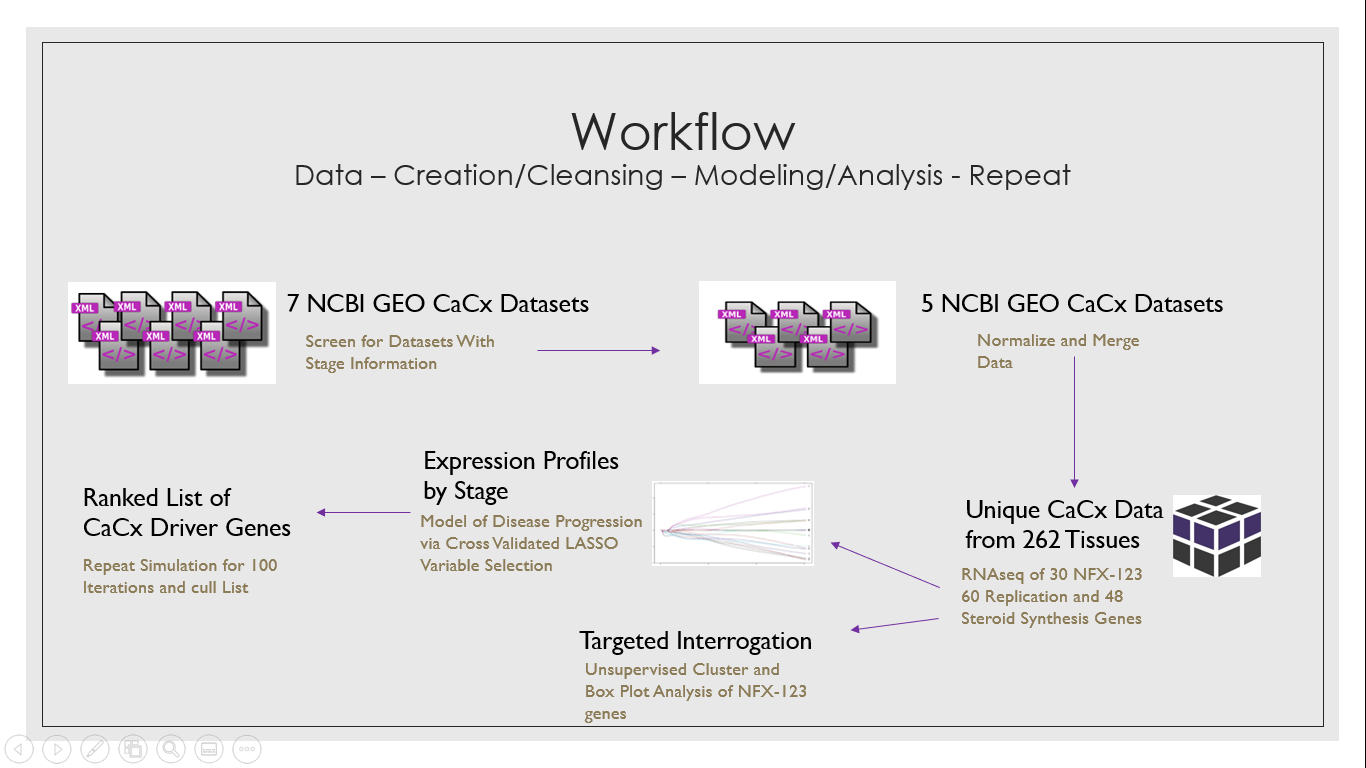 Workflow
Data – Creation/Cleansing – Modeling/Analysis - Repeat
XML XML XML XML
XML XML XML
7 NCBI GEO CaCx Datasets
Screen for Datasets With
Stage Information
XML XML XML
XML XML
5 NCBI GEO CaCx Datasets
Normalize and Merge
Data
Unique CaCx Data
from 262 Tissues
RNAseq of 30 NFX-123
60 Replication and 48
Steroid Synthesis Genes
Expression Profiles
by Stage
Model of Disease Progression
via Cross Validated LASSO
Variable Selection
Ranked List of
CaCx Driver Genes
Repeat Simulation for 100
Iterations and cull List
Targeted Interrogation
Unsupervised Cluster and
Box Plot Analysis of NFX-123
genes